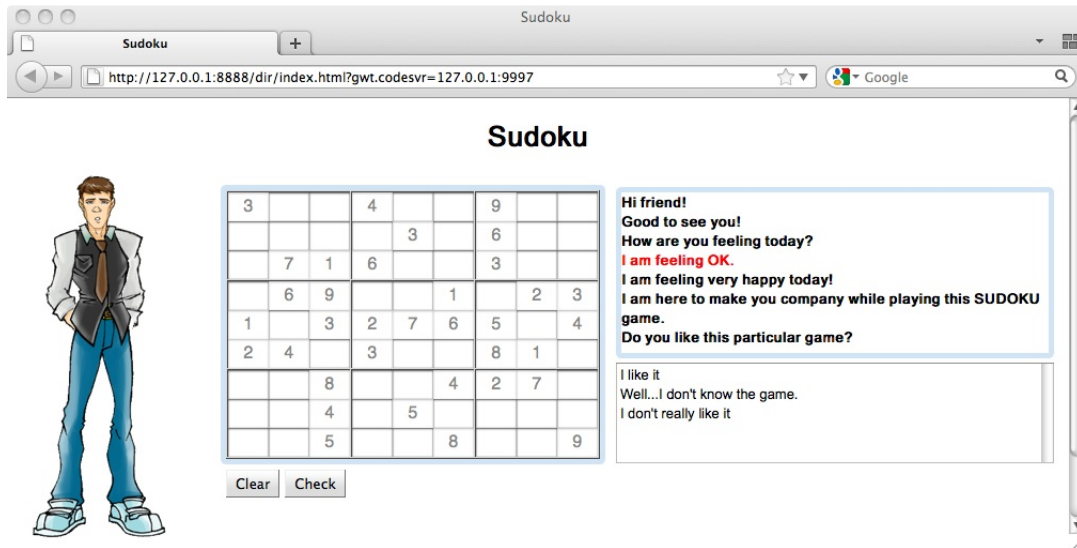 Sudoku
Sudoku
http://127.0.0.1:8888/dir/index.html?gwt.codesvr=127.0.0.1:9997
Google
Sudoku
3 4 9
3 6
7 1 6 3
6 9 1 2 3
1 3 2 7 6 5 4
2 4 3 8 1
8 4 2 7
4 5
5 8 9
Clear Check
Hi friend!
Good to see you!
How are you feeling today?
I am feeling OK.
I am feeling very happy today!
I am here to make you company while playing this SUDOKU
game.
Do you like this particular game?
I like it
Well...I don't know the game.
I don't really like it